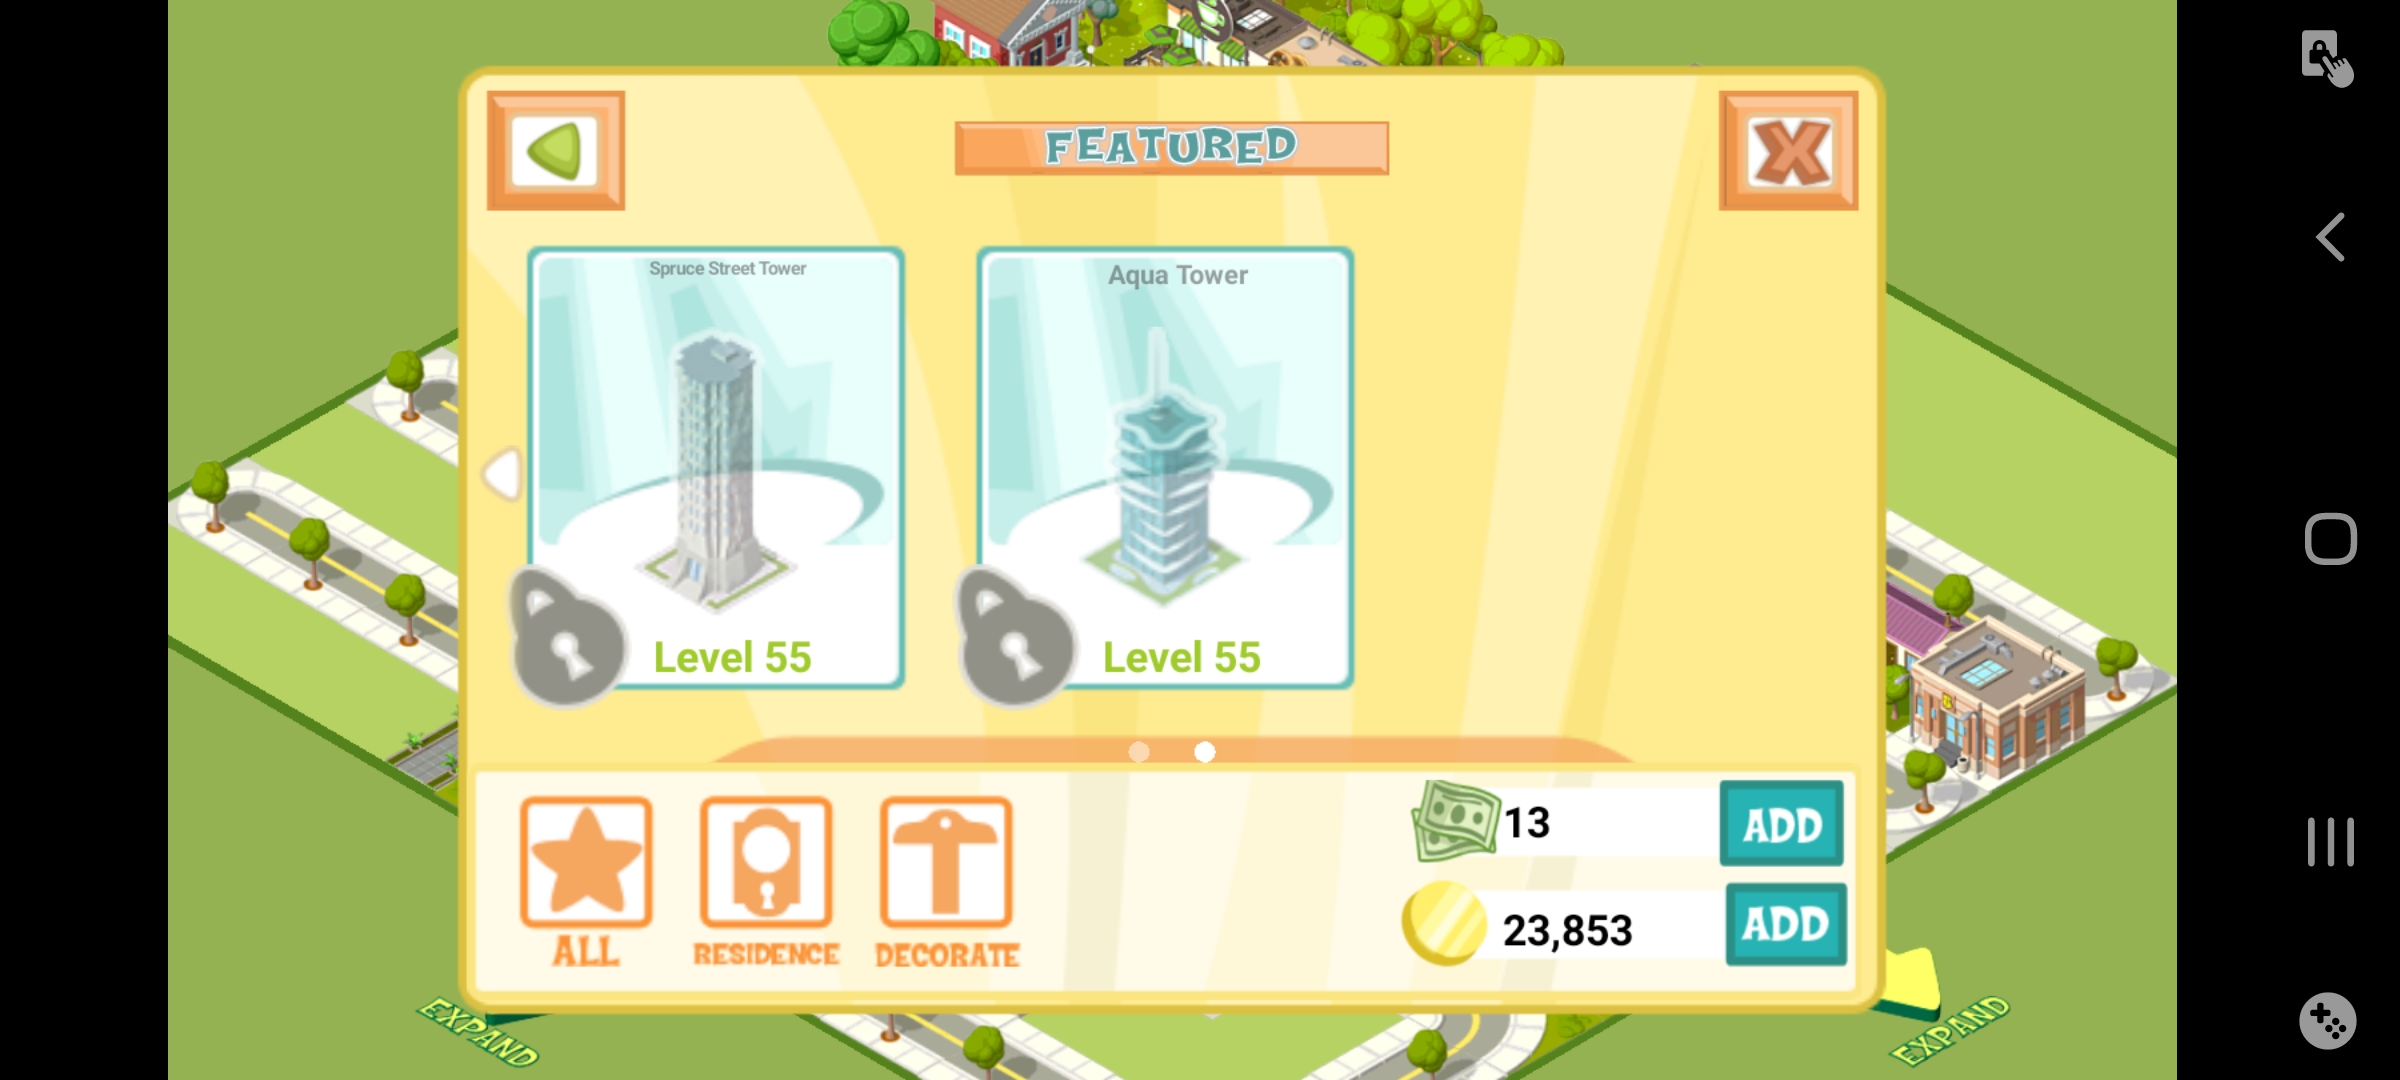 FEATURED
Spruce Street Tower
Aqua Tower
Level 55
Level 55
ALL
RESIDENCE
DECORATE
13
ADD
23,853
ADD
EXPAND
EXPAND